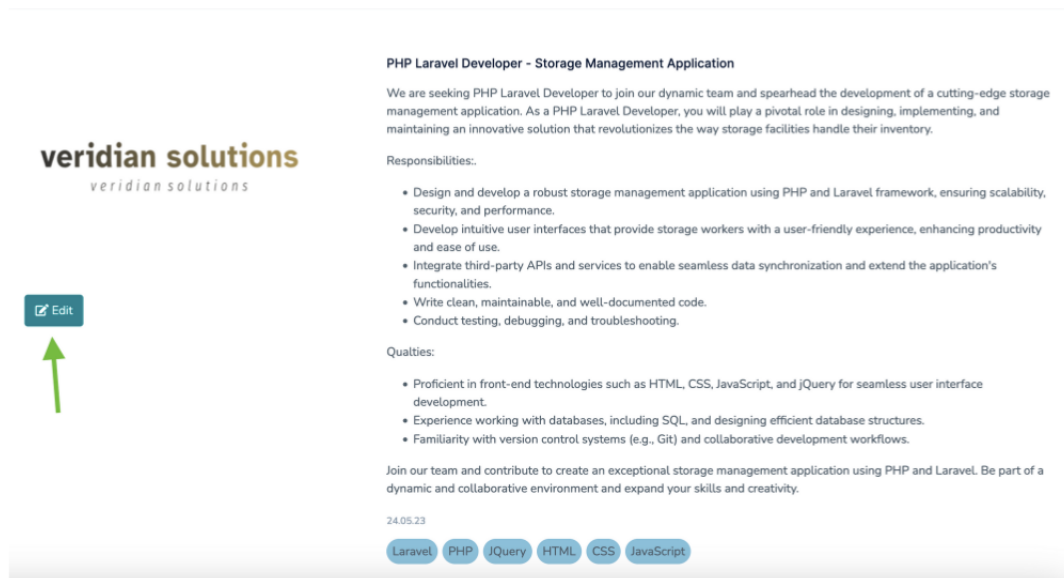 PHP Laravel Developer - Storage Management Application
We are seeking PHP Laravel Developer to join our dynamic team and spearhead the development of a cutting-edge storage
management application. As a PHP Laravel Developer, you will play a pivotal role in designing, implementing, and
maintaining an innovative solution that revolutionizes the way storage facilities handle their inventory.
veridian solutions
veridian solutions
Responsibilities:.
• Design and develop a robust storage management application using PHP and Laravel framework, ensuring scalability,
security, and performance.
• Develop intuitive user interfaces that provide storage workers with a user-friendly experience, enhancing productivity
and ease of use.
• Integrate third-party APIs and services to enable seamless data synchronization and extend the application's
functionalities.
• Write clean, maintainable, and well-documented code.
• Conduct testing, debugging, and troubleshooting.
Edit
Qualties:
• Proficient in front-end technologies such as HTML, CSS, JavaScript, and jQuery for seamless user interface
development.
• Experience working with databases, including SQL, and designing efficient database structures.
• Familiarity with version control systems (e.g., Git) and collaborative development workflows.
Join our team and contribute to create an exceptional storage management application using PHP and Laravel. Be part of a
dynamic and collaborative environment and expand your skills and creativity.
24.05.23
Laravel PHP JQuery HTML CSS JavaScript